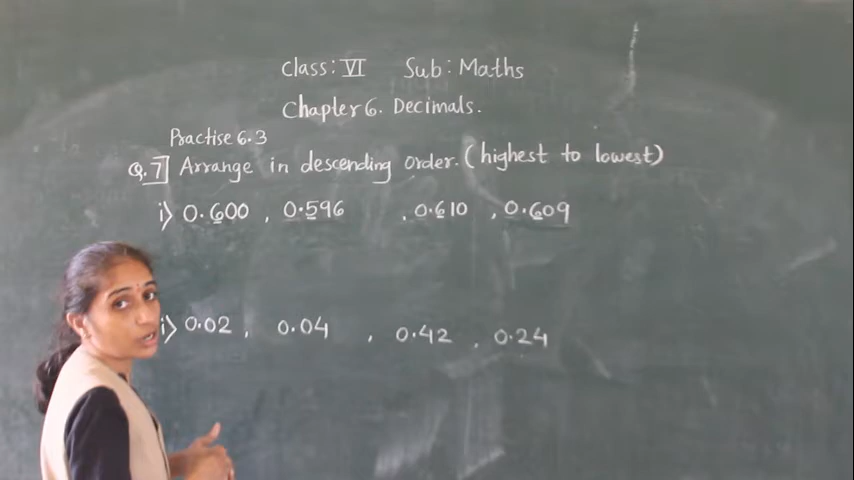 Class: VI Sub: Maths
Chapter 6. Decimals.
Practise 6.3
Q.7] Arrange in descending order. (highest to lowest)
i) 0.600 , 0.596 , 0.610 , 0.609
i) 0.02 , 0.04 , 0.42 , 0.24